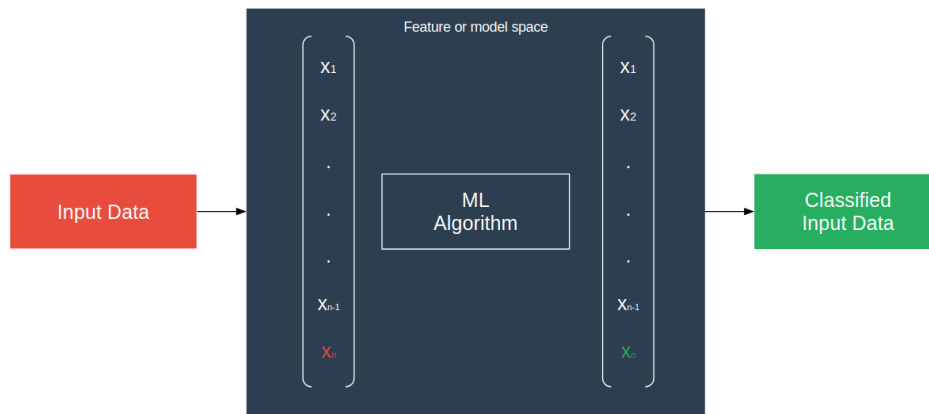 Feature or model space
x1
x2
.
.
.
xn-1
xn
Input Data
ML
Algorithm
x1
x2
.
.
.
xn-1
xn
Classified
Input Data